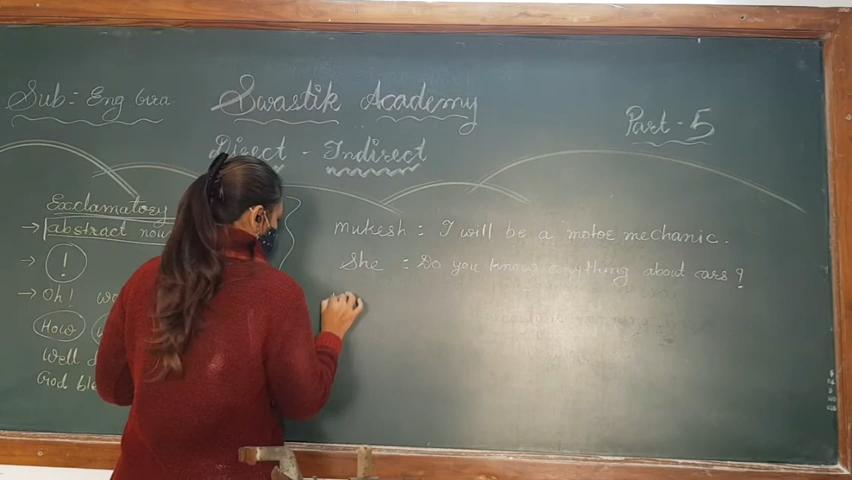 Sub: Eng Gra
Swastik Academy
Part-5
Direct - Indirect
Exclamatory
→ abstract now
→ !
→ Oh!
How
Well
God ble
Mukesh : I will be a motor mechanic.
She : Do you know anything about cars?